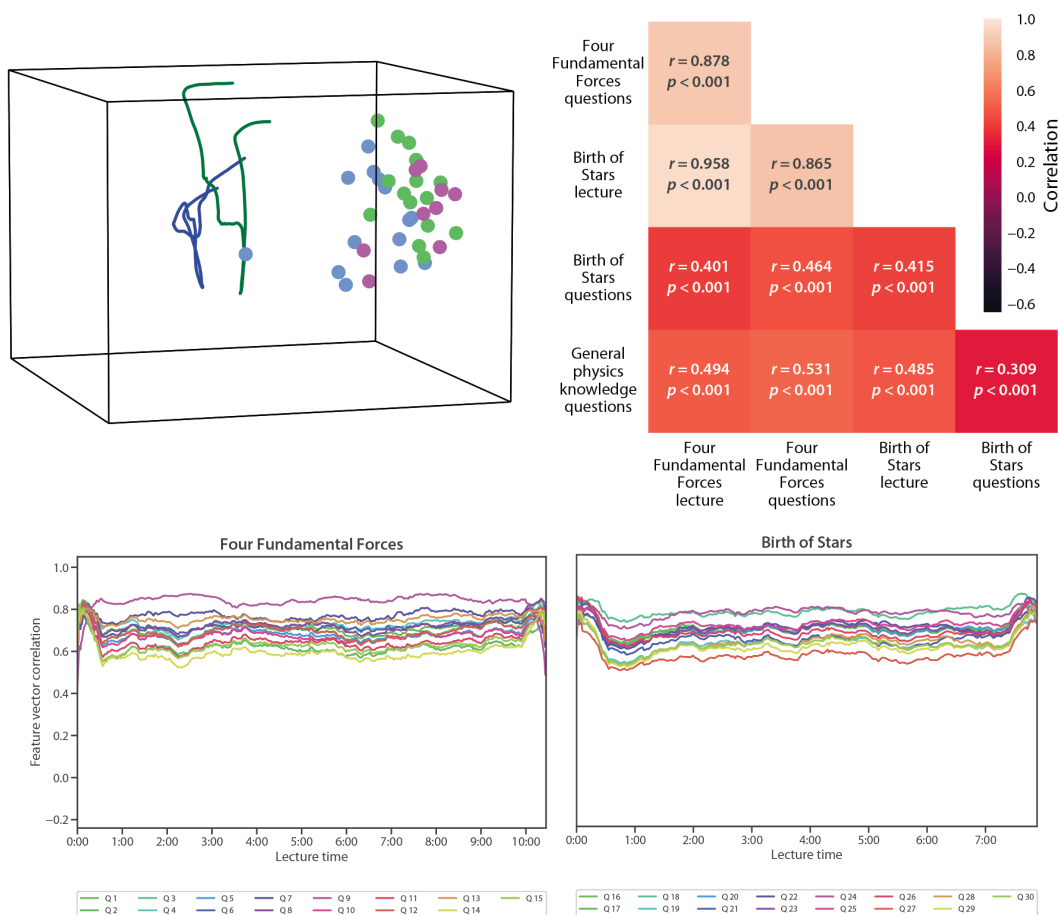 Four
Fundamental
Forces
questions
r = 0.878
p < 0.001
Birth of
Stars
lecture
r = 0.958
p < 0.001
r = 0.865
p < 0.001
Birth of
Stars
questions
r = 0.401
p < 0.001
r = 0.464
p < 0.001
r = 0.415
p < 0.001
General
physics
knowledge
questions
r = 0.494
p < 0.001
r = 0.531
p < 0.001
r = 0.485
p < 0.001
r = 0.309
p < 0.001
Four
Fundamental
Forces
lecture
Four
Fundamental
Forces
questions
Birth of
Stars
lecture
Birth of
Stars
questions
1.0
0.8
0.6
0.4
0.2
0.0
−0.2
−0.4
−0.6
Correlation
Four Fundamental Forces
Feature vector correlation
1.0
0.8
0.6
0.4
0.2
0.0
−0.2
0:00 1:00 2:00 3:00 4:00 5:00 6:00 7:00 8:00 9:00 10:00
Lecture time
Q 1 Q 3 Q 5 Q 7 Q 9 Q 11 Q 13 Q 15
Q 2 Q 4 Q 6 Q 8 Q 10 Q 12 Q 14
Birth of Stars
0:00 1:00 2:00 3:00 4:00 5:00 6:00 7:00
Lecture time
Q 16 Q 18 Q 20 Q 22 Q 24 Q 26 Q 28 Q 30
Q 17 Q 19 Q 21 Q 23 Q 25 Q 27 Q 29